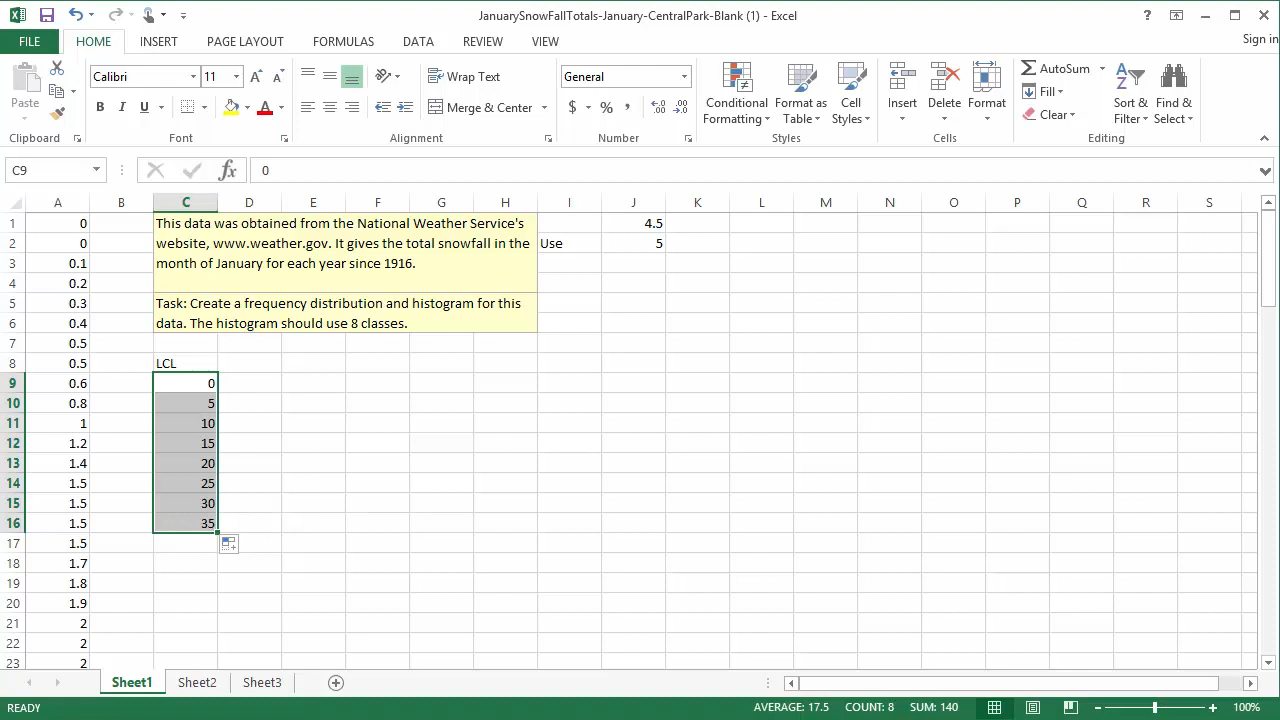 JanuarySnowFallTotals-January-CentralPark-Blank (1) - Excel
Sign in
FILE HOME INSERT PAGE LAYOUT FORMULAS DATA REVIEW VIEW
Paste
Clipboard
Calibri 11
B I U
Font
Wrap Text
Merge & Center
Alignment
General
$ % ,
Number
Conditional Formatting
Format as Table
Cell Styles
Styles
Insert
Delete
Format
Cells
AutoSum
Fill
Clear
Sort & Filter
Find & Select
Editing
C9 fx 0
A B C D E F G H I J K L M N O P Q R S
1 0 This data was obtained from the National Weather Service's 4.5
2 0 website, www.weather.gov. It gives the total snowfall in the Use 5
3 0.1 month of January for each year since 1916.
4 0.2
5 0.3 Task: Create a frequency distribution and histogram for this
6 0.4 data. The histogram should use 8 classes.
7 0.5
8 0.5 LCL
9 0.6 0
10 0.8 5
11 1 10
12 1.2 15
13 1.4 20
14 1.5 25
15 1.5 30
16 1.5 35
17 1.5
18 1.7
19 1.8
20 1.9
21 2
22 2
23 2
Sheet1 Sheet2 Sheet3
READY AVERAGE: 17.5 COUNT: 8 SUM: 140 100%